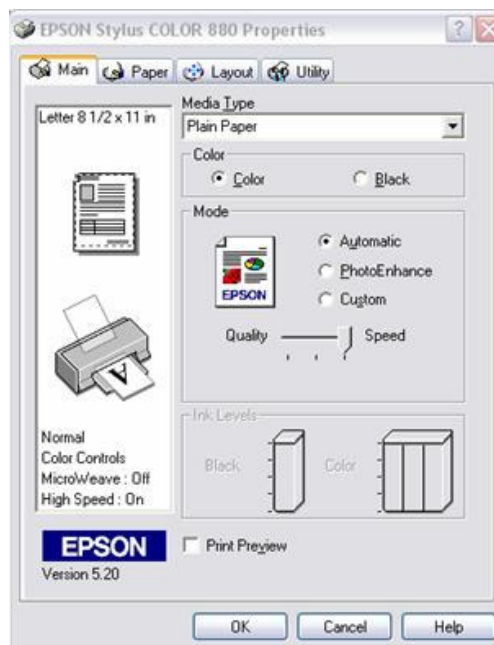 EPSON Stylus COLOR 880 Properties
Main Paper Layout Utility
Letter 8 1/2 x 11 in
Media Type
Plain Paper
Color
Color Black
Mode
EPSON
Automatic
PhotoEnhance
Custom
Quality Speed
A
Normal
Color Controls
MicroWeave : Off
High Speed : On
Ink Levels
Black Color
EPSON
Version 5.20
Print Preview
OK Cancel Help